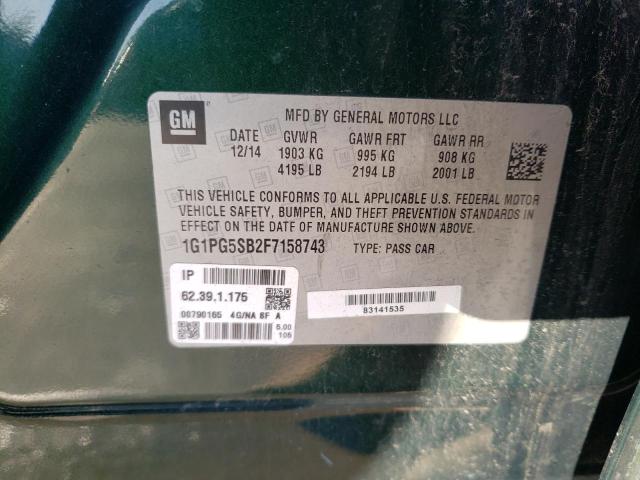 GM
MFD BY GENERAL MOTORS LLC
DATE GVWR GAWR FRT GAWR RR
12/14 1903 KG 995 KG 908 KG
4195 LB 2194 LB 2001 LB
THIS VEHICLE CONFORMS TO ALL APPLICABLE U.S. FEDERAL MOTOR
VEHICLE SAFETY, BUMPER, AND THEFT PREVENTION STANDARDS IN
EFFECT ON THE DATE OF MANUFACTURE SHOWN ABOVE.
1G1PG5SB2F7158743 TYPE: PASS CAR
IP
62.39.1.175
00790165 4G/NA 8F A
5.00
105
83141535